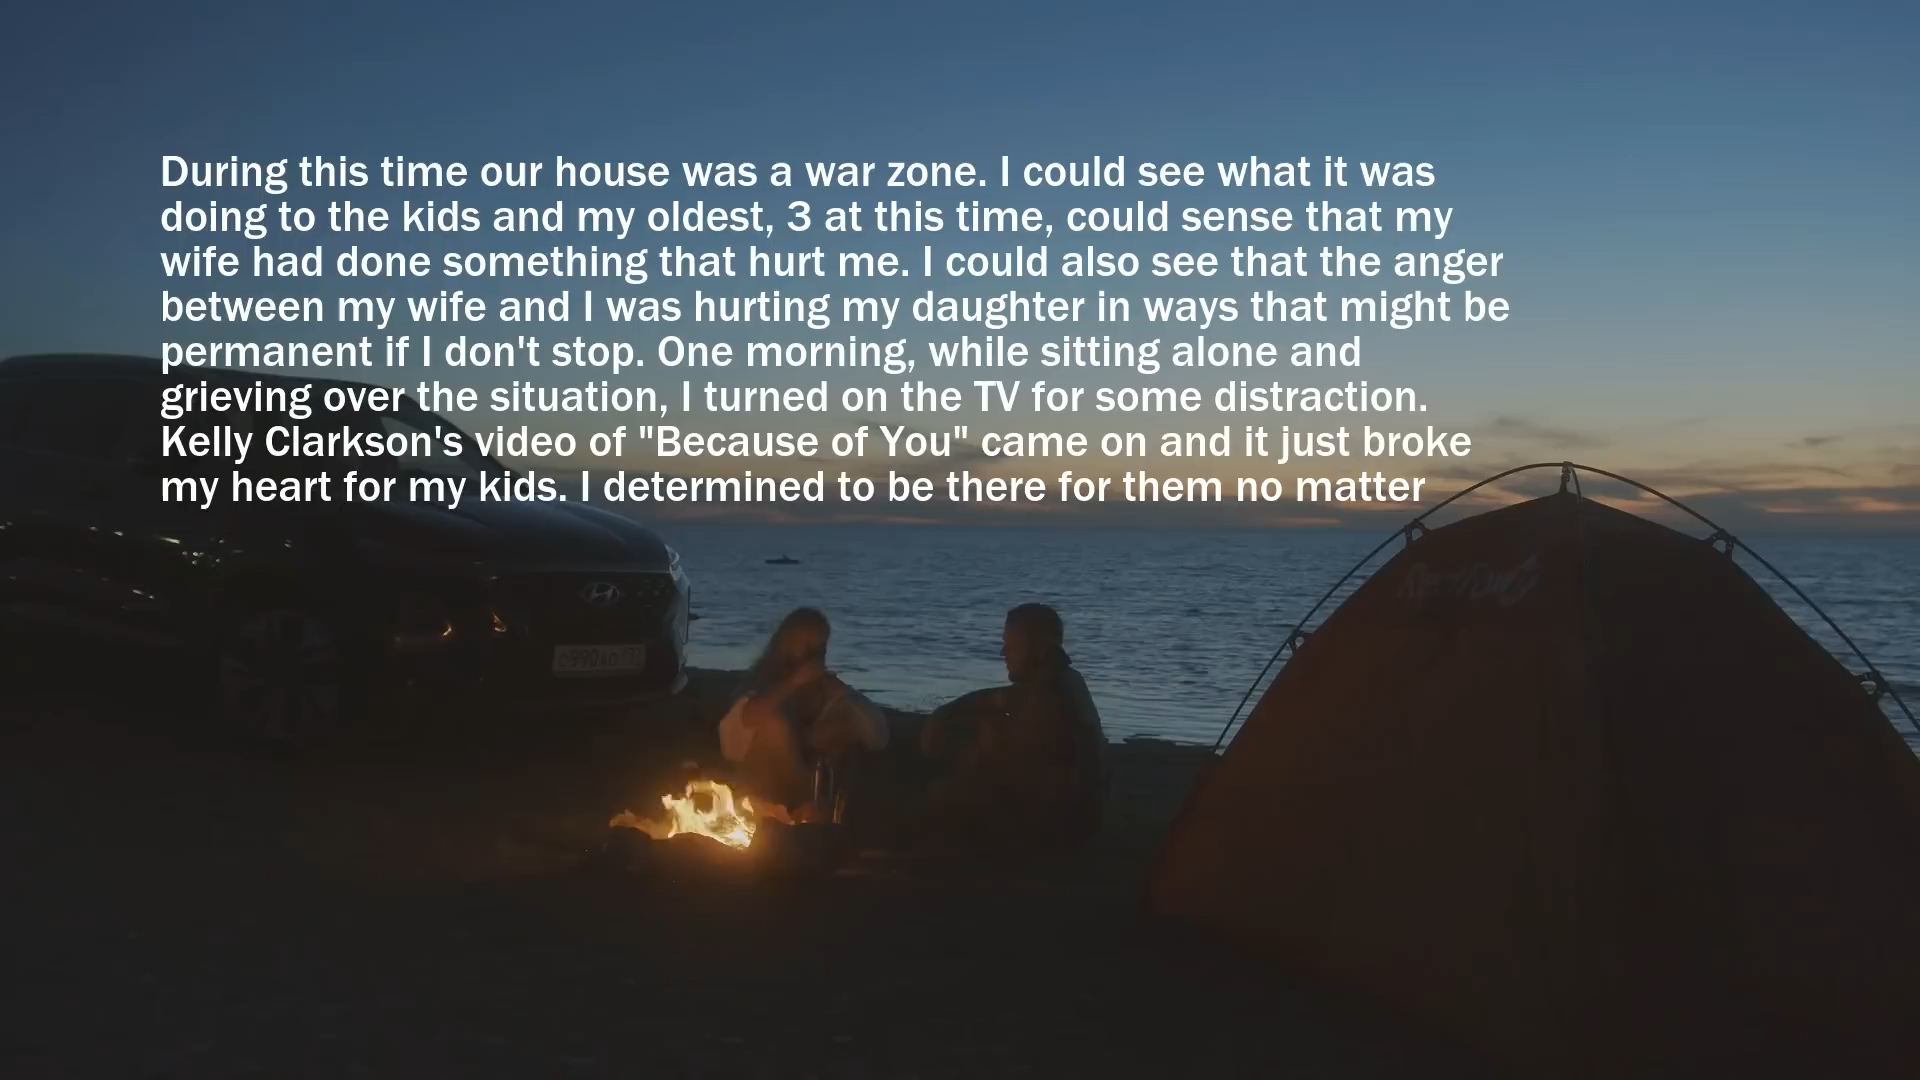 During this time our house was a war zone. I could see what it was
doing to the kids and my oldest, 3 at this time, could sense that my
wife had done something that hurt me. I could also see that the anger
between my wife and I was hurting my daughter in ways that might be
permanent if I don't stop. One morning, while sitting alone and
grieving over the situation, I turned on the TV for some distraction.
Kelly Clarkson's video of "Because of You" came on and it just broke
my heart for my kids. I determined to be there for them no matter